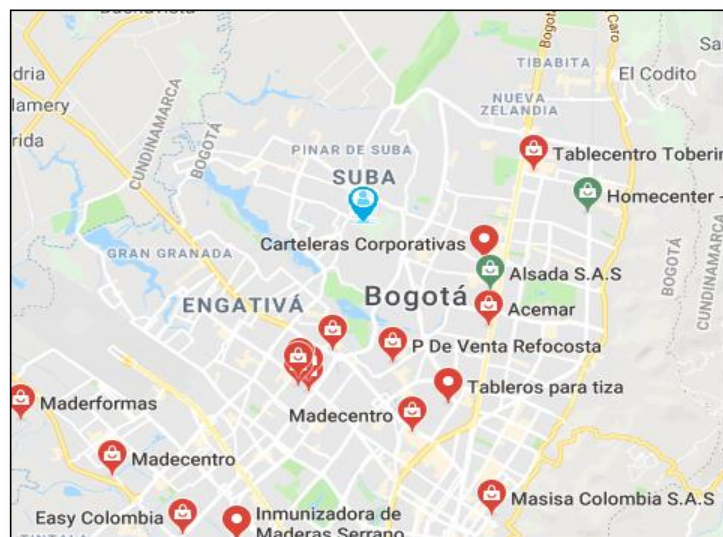 Sa
TIBABITA
El Codito
NUEVA
ZELANDIA
CUNDINAMARCA
BOGOTÁ
PINAR DE SUBA
SUBA
Tablecentro Toberin
Homecenter -
Carteleras Corporativas
GRAN GRANADA
Alsada S.A.S
BOGOTÁ
CUNDINAMARCA
ENGATIVÁ
Bogotá
Acemar
P De Venta Refocosta
Tableros para tiza
Maderformas
Madecentro
Madecentro
Masisa Colombia S.A.S
Easy Colombia
Inmunizadora de
Maderas Serrano